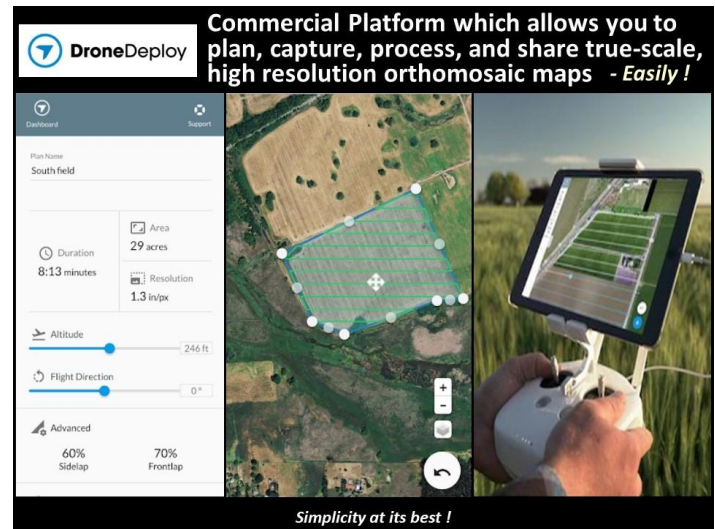 DroneDeploy
Commercial Platform which allows you to
plan, capture, process, and share true-scale,
high resolution orthomosaic maps - Easily !
Dashboard
Support
Plan Name
South field
Duration
8:13 minutes
Area
29 acres
Resolution
1.3 in/px
Altitude
246 ft
Flight Direction
0°
Advanced
60%
Sidelap
70%
Frontlap
+
-
Simplicity at its best !